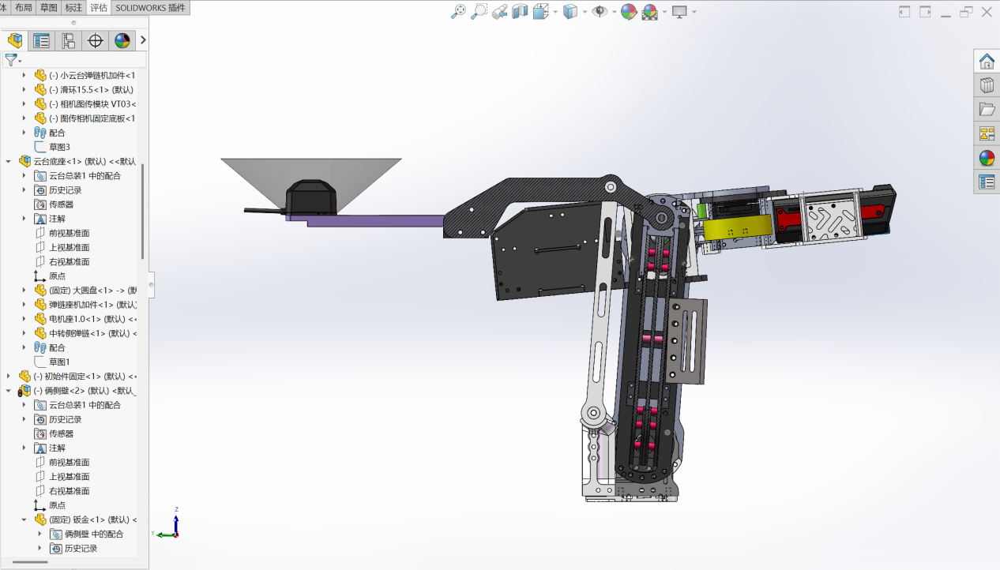 体 布局 草图 标注 评估 SOLIDWORKS 插件
(-) 小云台弹链机加件<1
(-) 滑环15.5<1> (默认)
(-) 相机图传模块 VT03<
(-) 图传相机固定底板<1
配合
草图3
云台底座<1> (默认) <<默认
云台总装1 中的配合
历史记录
传感器
注解
前视基准面
上视基准面
右视基准面
原点
(固定) 大圆盘<1> -> (默
弹链座机加件<1> (默认)
电机座1.0<1> (默认) <<
中转侧弹链<1> (默认) <
配合
草图1
(-) 初始件固定<1> (默认) <<
(-) 俩侧壁<2> (默认) <默认_
云台总装1 中的配合
历史记录
传感器
注解
前视基准面
上视基准面
右视基准面
原点
(固定) 钣金<1> (默认) <
俩侧壁 中的配合
历史记录
Z
Y